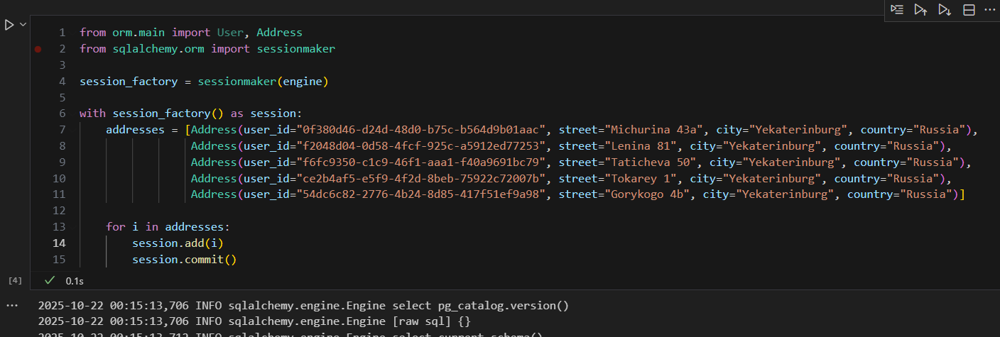 1 from orm.main import User, Address
2 from sqlalchemy.orm import sessionmaker
3
4 session_factory = sessionmaker(engine)
5
6 with session_factory() as session:
7 addresses = [Address(user_id="0f380d46-d24d-48d0-b75c-b564d9b01aac", street="Michurina 43a", city="Yekaterinburg", country="Russia"),
8 Address(user_id="f2048d04-0d58-4fcf-925c-a5912ed77253", street="Lenina 81", city="Yekaterinburg", country="Russia"),
9 Address(user_id="f6fc9350-c1c9-46f1-aaa1-f40a9691bc79", street="Taticheva 50", city="Yekaterinburg", country="Russia"),
10 Address(user_id="ce2b4af5-e5f9-4f2d-8beb-75922c72007b", street="Tokarey 1", city="Yekaterinburg", country="Russia"),
11 Address(user_id="54dc6c82-2776-4b24-8d85-417f51ef9a98", street="Gorykogo 4b", city="Yekaterinburg", country="Russia")]
12
13 for i in addresses:
14 session.add(i)
15 session.commit()
[4] 0.1s
2025-10-22 00:15:13,706 INFO sqlalchemy.engine.Engine select pg_catalog.version()
2025-10-22 00:15:13,706 INFO sqlalchemy.engine.Engine [raw sql] {}
2025-10-22 00:15:13,712 INFO sqlalchemy.engine.Engine select current_schema()